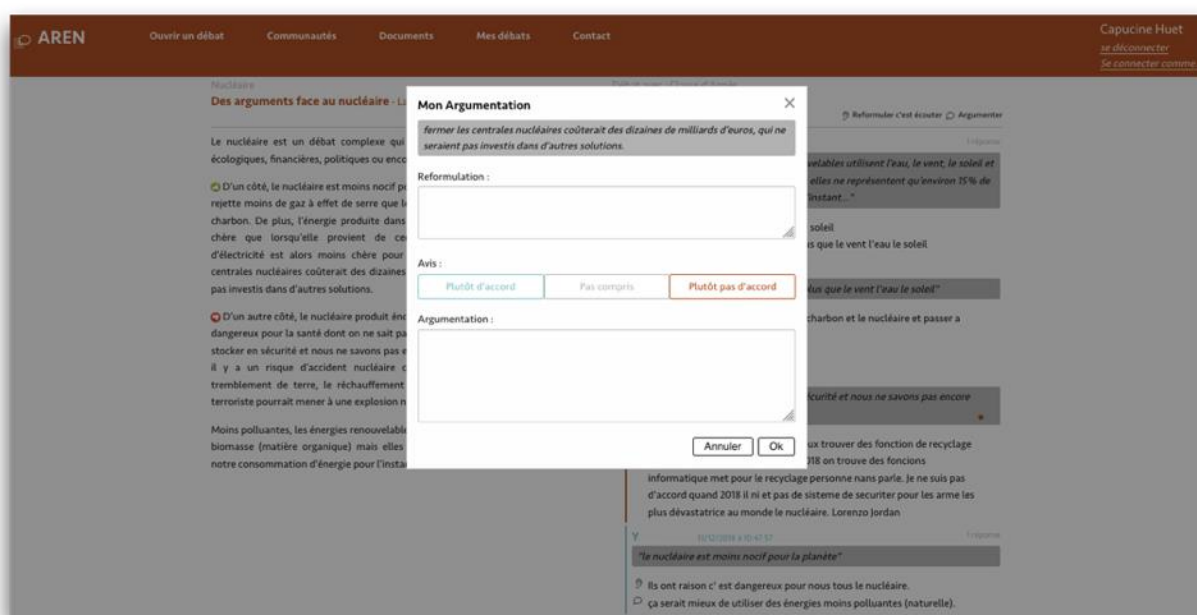 AREN
Ouvrir un débat
Communautés
Documents
Mes débats
Contact
Capucine Huet
se déconnecter
Se connecter comme
Nucléaire
Des arguments face au nucléaire
Le nucléaire est un débat complexe qui
écologiques, financières, politiques ou
D'un côté, le nucléaire est moins nocif
rejette moins de gaz à effet de serre que
charbon. De plus, l'énergie produite dans
chère que lorsqu'elle provient de
d'électricité est alors moins chère pour
centrales nucléaires coûterait des dizaines
pas investis dans d'autres solutions.
D'un autre côté, le nucléaire produit
dangereux pour la santé dont on ne sait
stocker en sécurité et nous ne savons pas
il y a un risque d'accident nucléaire
tremblement de terre, le réchauffement
terroriste pourrait mener à une explosion
Moins polluantes, les énergies
biomasse (matière organique) mais elles
notre consommation d'énergie pour
Mon Argumentation
fermer les centrales nucléaires coûterait des dizaines de milliards d'euros, qui ne
seraient pas investis dans d'autres solutions.
Reformulation :
Avis :
Plutôt d'accord
Pas compris
Plutôt pas d'accord
Argumentation :
Annuler
Ok
Reformuler c'est écouter
Argumenter
1 réponse
utilisent l'eau, le vent, le soleil et
elles ne représentent qu'environ 15% de
l'instant..."
soleil
que le vent l'eau le soleil
plus que le vent l'eau le soleil"
charbon et le nucléaire et passer a
et nous ne savons pas encore
trouver des fonction de recyclage
on trouve des foncions
informatique met pour le recyclage personne nans parle. Je ne suis pas
d'accord quand 2018 il ni et pas de sisteme de securiter pour les arme les
plus dévastatrice au monde le nucléaire. Lorenzo Jordan
Y.
1 réponse
"le nucléaire est moins nocif pour la planète"
Ils ont raison c' est dangereux pour nous tous le nucléaire.
ça serait mieux de utiliser des énergies moins polluantes (naturelle).